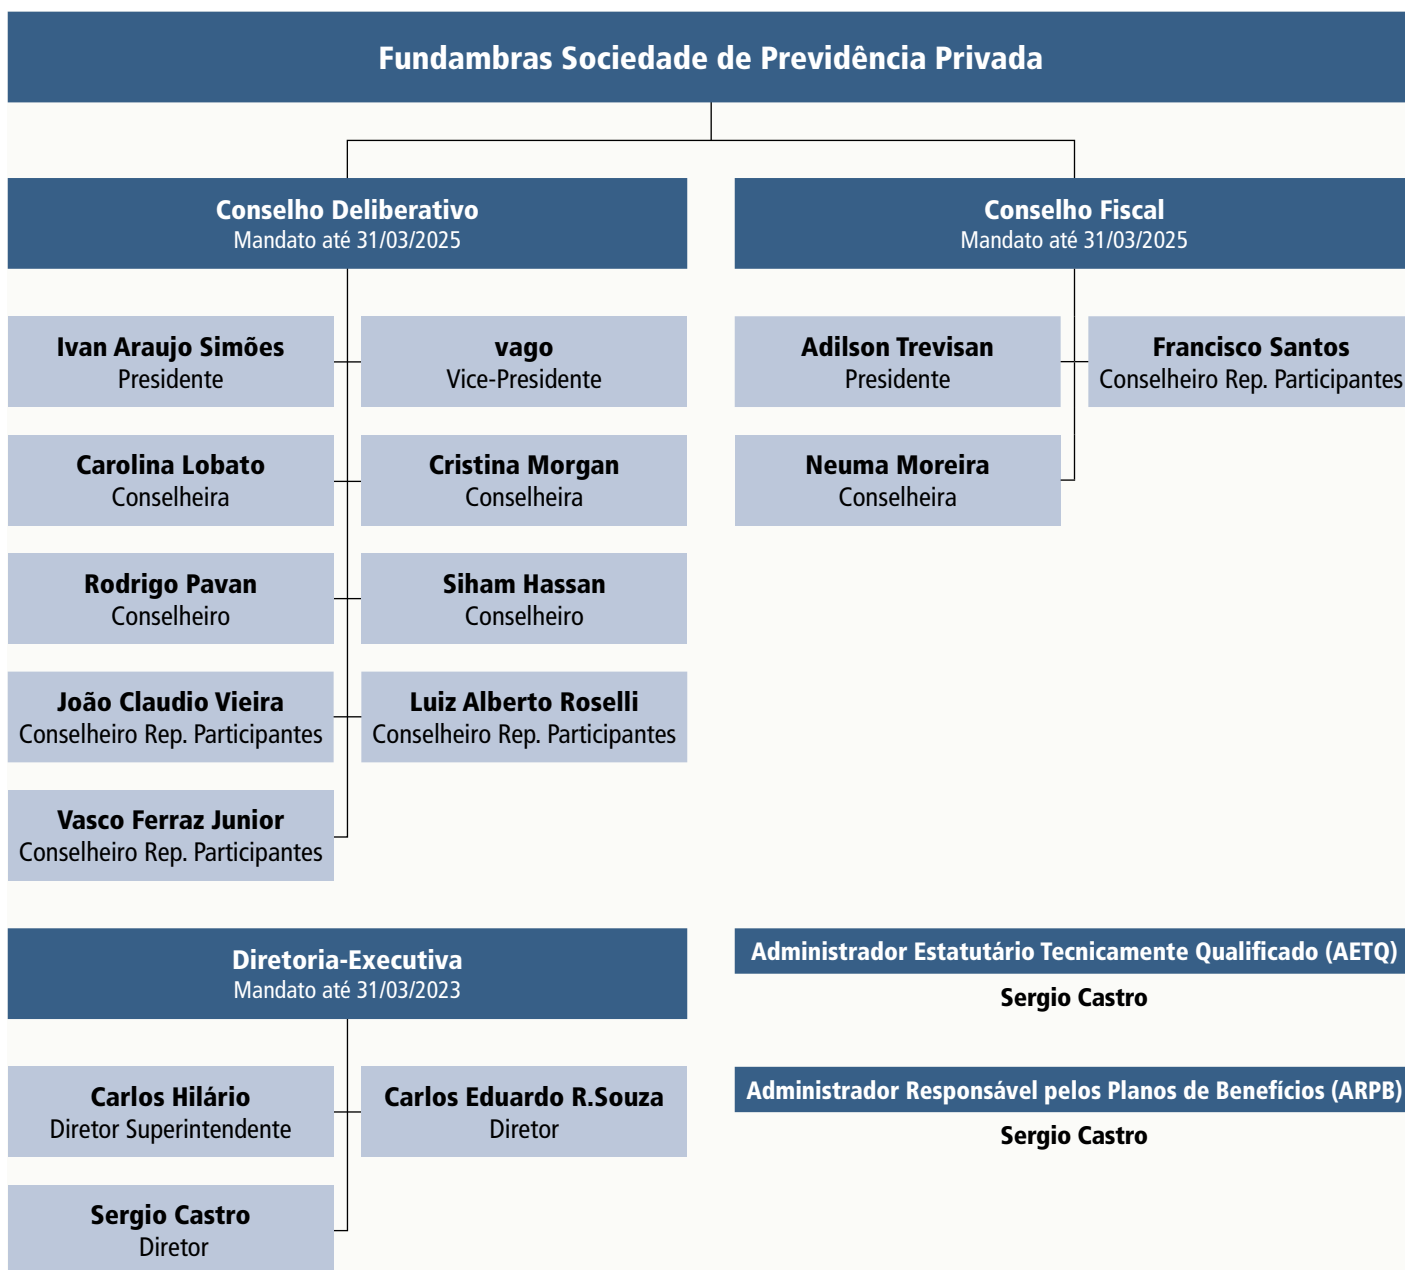 Fundambras Sociedade de Previdência Privada
Conselho Deliberativo
Mandato até 31/03/2025
Ivan Araujo Simões
Presidente
vago
Vice-Presidente
Carolina Lobato
Conselheira
Cristina Morgan
Conselheira
Rodrigo Pavan
Conselheiro
Siham Hassan
Conselheiro
João Claudio Vieira
Conselheiro Rep. Participantes
Luiz Alberto Roselli
Conselheiro Rep. Participantes
Vasco Ferraz Junior
Conselheiro Rep. Participantes
Conselho Fiscal
Mandato até 31/03/2025
Adilson Trevisan
Presidente
Francisco Santos
Conselheiro Rep. Participantes
Neuma Moreira
Conselheira
Diretoria-Executiva
Mandato até 31/03/2023
Carlos Hilário
Diretor Superintendente
Carlos Eduardo R.Souza
Diretor
Sergio Castro
Diretor
Administrador Estatutário Tecnicamente Qualificado (AETQ)
Sergio Castro
Administrador Responsável pelos Planos de Benefícios (ARPB)
Sergio Castro